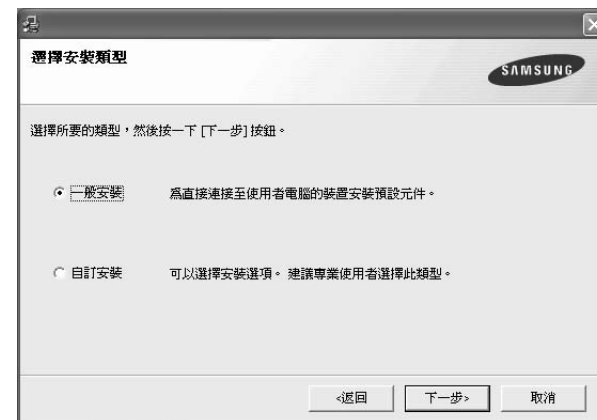 選擇安裝類型
SAMSUNG
選擇所要的類型，然後按一下 [下一步] 按鈕。
一般安裝 為直接連接至使用者電腦的裝置安裝預設元件。
自訂安裝 可以選擇安裝選項。 建議專業使用者選擇此類型。
<返回 下一步> 取消